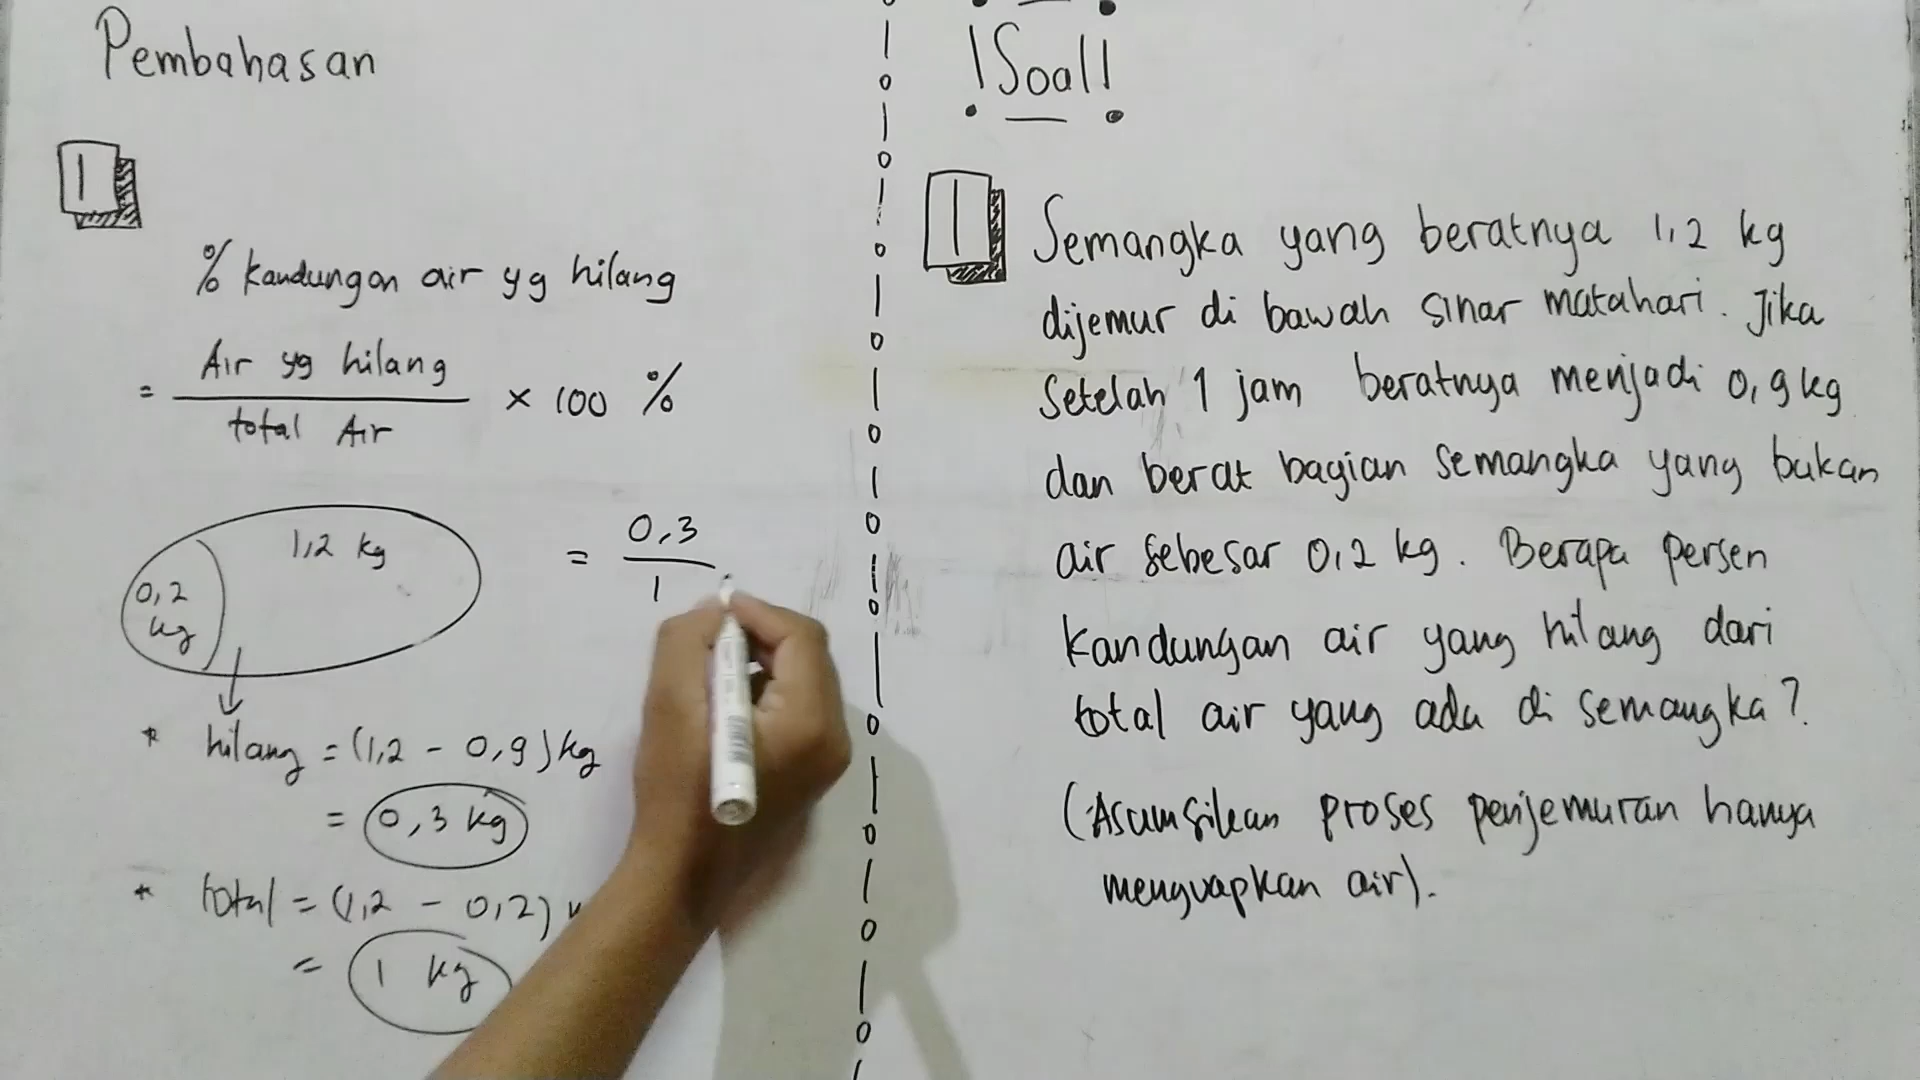 Pembahasan
1
% kandungan air yg hilang
= Air yg hilang / total Air × 100 %
1,2 kg
0,2 kg
= 0,3 / 1
* hilang = (1,2 - 0,9) kg
= 0,3 kg
* total = (1,2 - 0,2)
= 1 kg
! Soal !
1
Semangka yang beratnya 1,2 kg
dijemur di bawah sinar matahari. Jika
setelah 1 jam beratnya menjadi 0,9 kg
dan berat bagian semangka yang bukan
air sebesar 0,2 kg. Berapa persen
kandungan air yang hilang dari
total air yang ada di semangka?
(Asumsikan proses penjemuran hanya
menguapkan air).